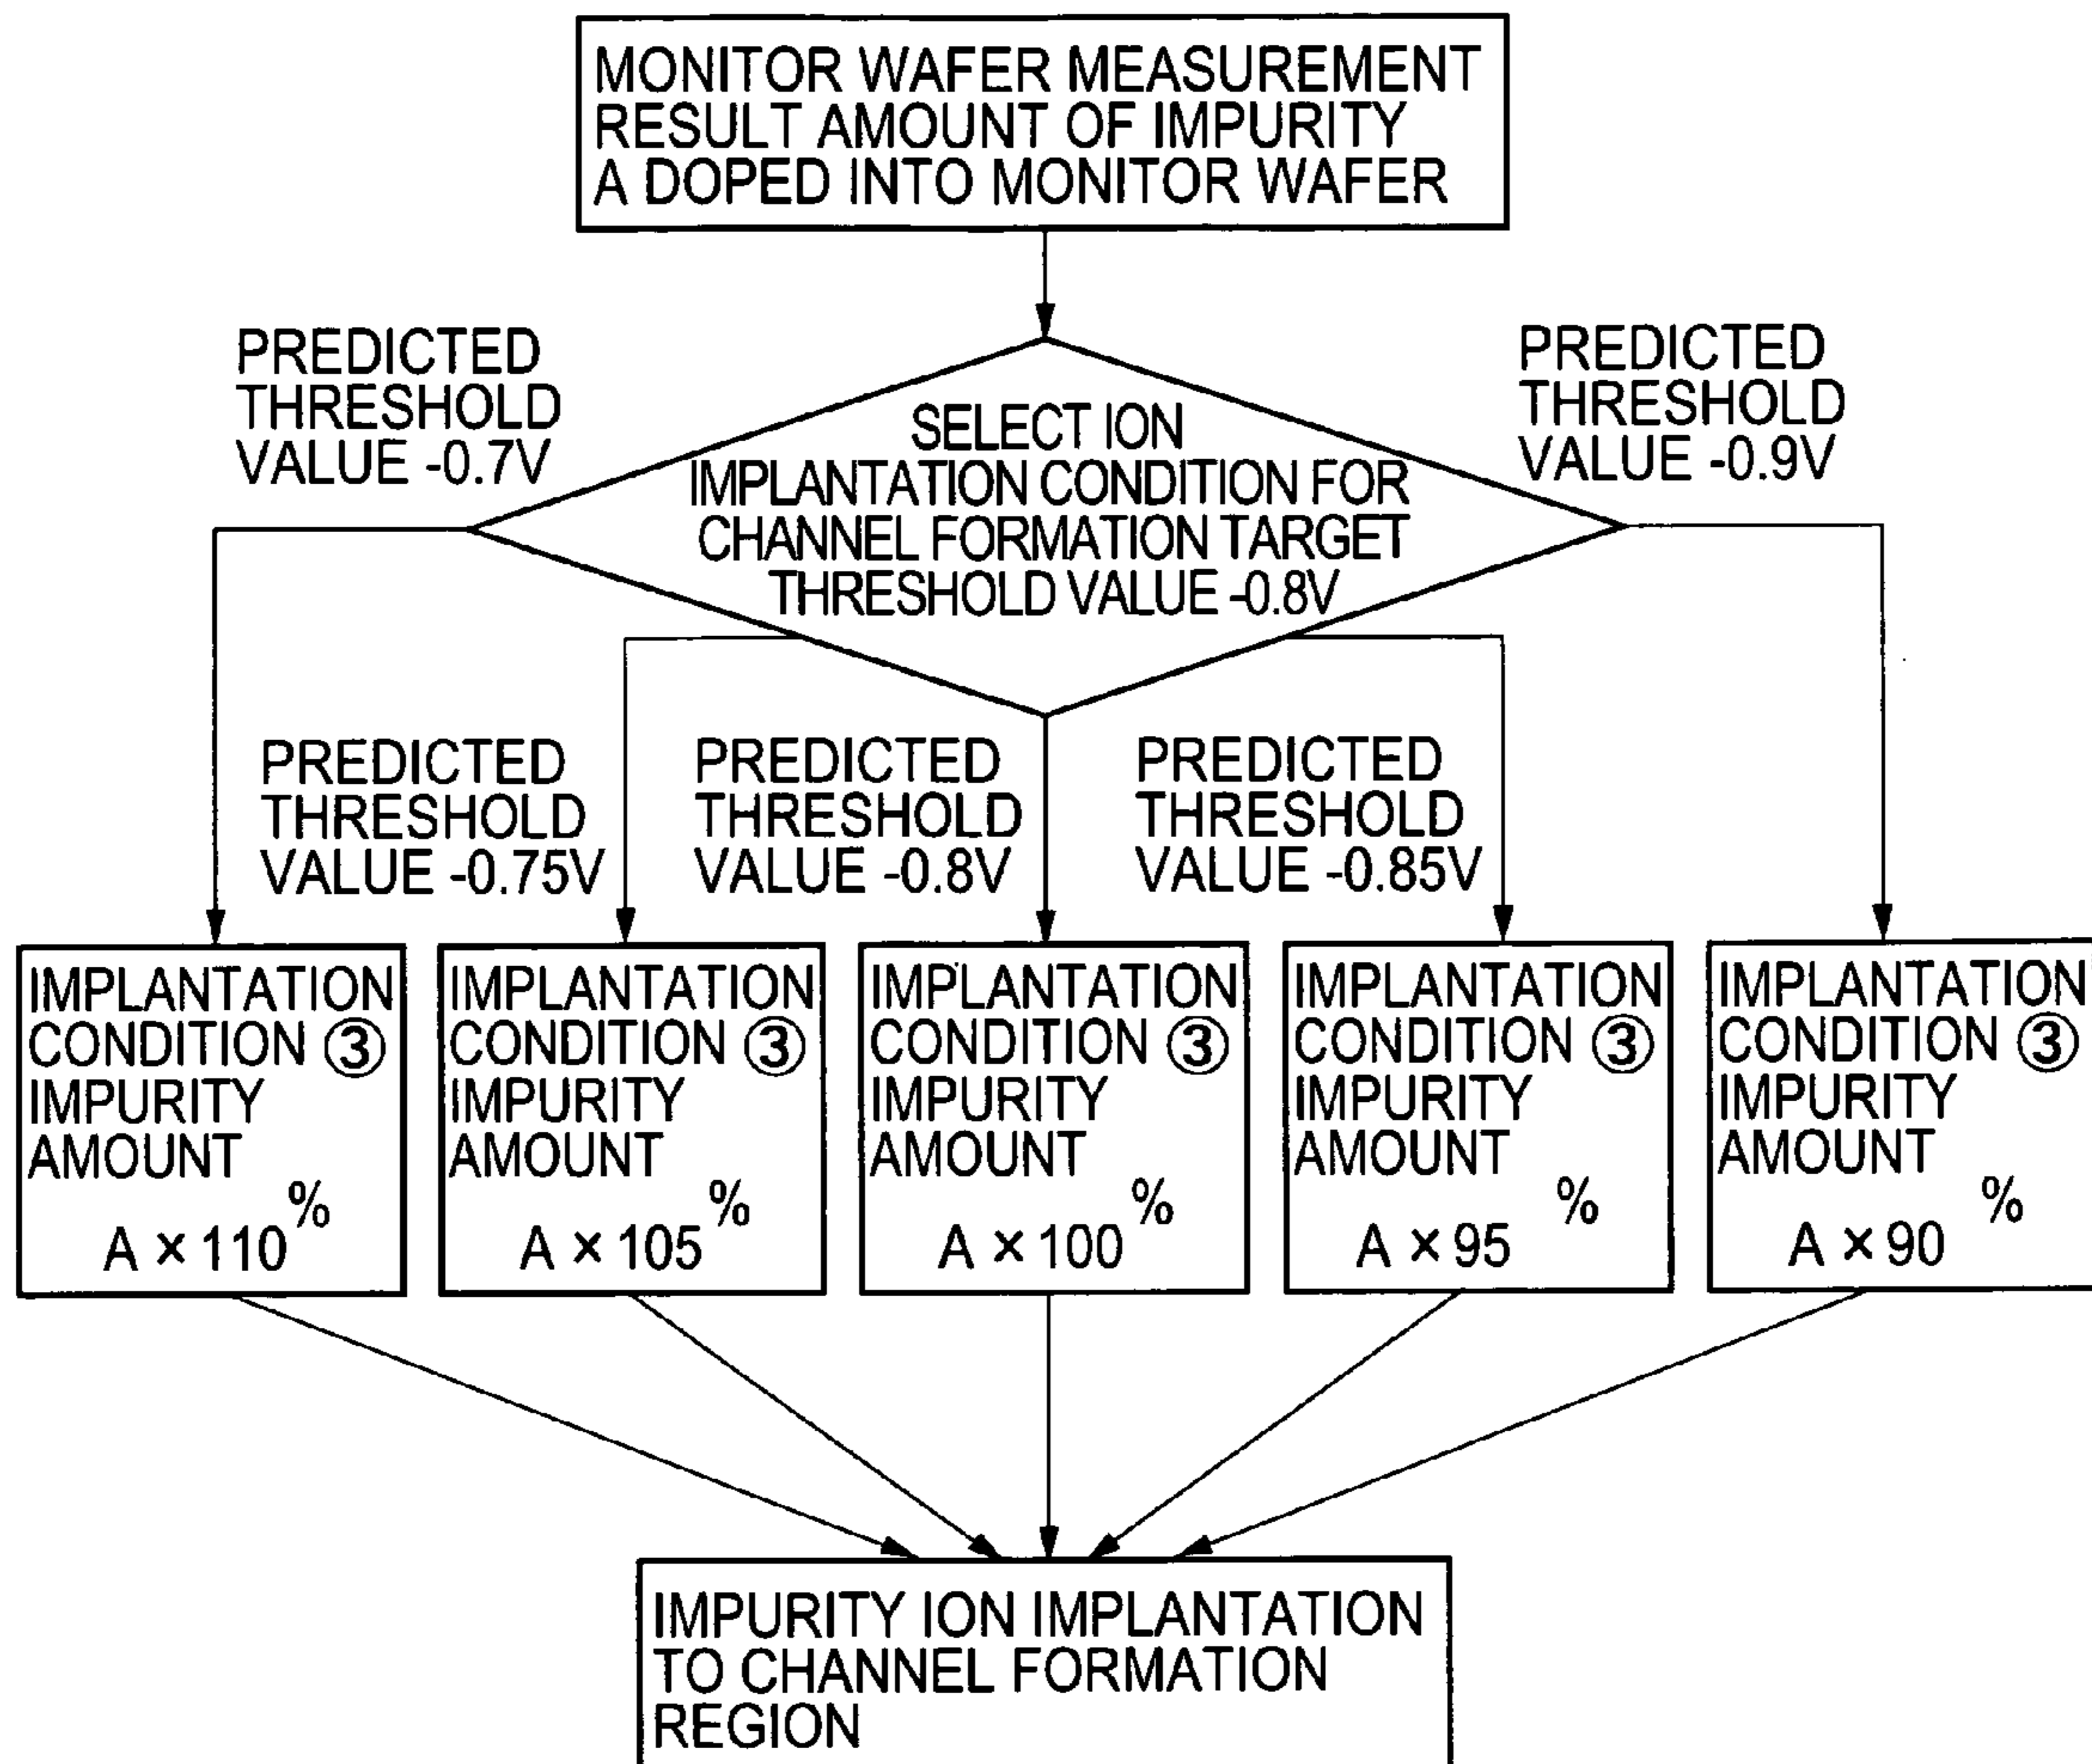 MONITOR WAFER MEASUREMENT
RESULT AMOUNT OF IMPURITY
A DOPED INTO MONITOR WAFER
PREDICTED
THRESHOLD
VALUE -0.7V
SELECT ION
IMPLANTATION CONDITION FOR
CHANNEL FORMATION TARGET
THRESHOLD VALUE -0.8V
PREDICTED
THRESHOLD
VALUE -0.9V
PREDICTED
THRESHOLD
VALUE -0.75V
PREDICTED
THRESHOLD
VALUE -0.8V
PREDICTED
THRESHOLD
VALUE -0.85V
IMPLANTATION
CONDITION ③
IMPURITY
AMOUNT
A × 110%
IMPLANTATION
CONDITION ③
IMPURITY
AMOUNT
A × 105%
IMPLANTATION
CONDITION ③
IMPURITY
AMOUNT
A × 100%
IMPLANTATION
CONDITION ③
IMPURITY
AMOUNT
A × 95%
IMPLANTATION
CONDITION ③
IMPURITY
AMOUNT
A × 90%
IMPURITY ION IMPLANTATION
TO CHANNEL FORMATION
REGION